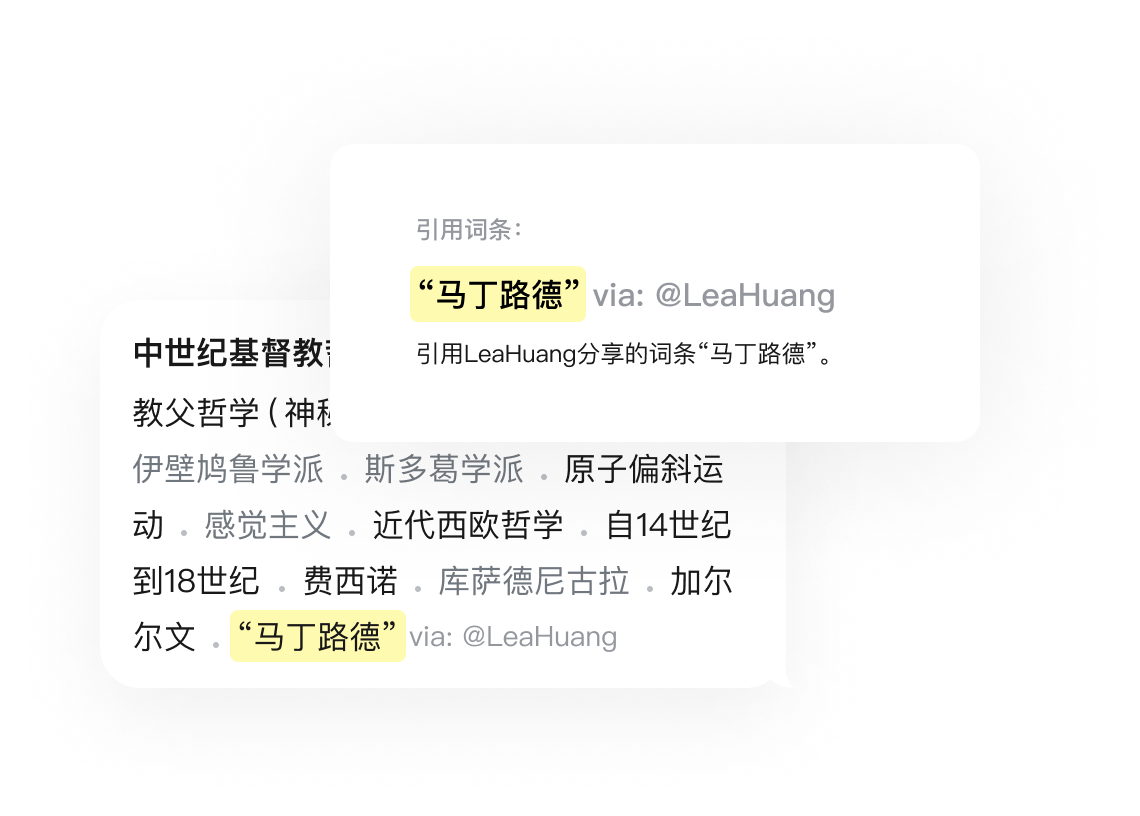 引用词条：
“马丁路德” via: @LeaHuang
引用LeaHuang分享的词条“马丁路德”。
中世纪基督教
教父哲学 ( 神
伊壁鸠鲁学派 . 斯多葛学派 . 原子偏斜运
动 . 感觉主义 . 近代西欧哲学 . 自14世纪
到18世纪 . 费西诺 . 库萨德尼古拉 . 加尔
尔文 . “马丁路德” via: @LeaHuang